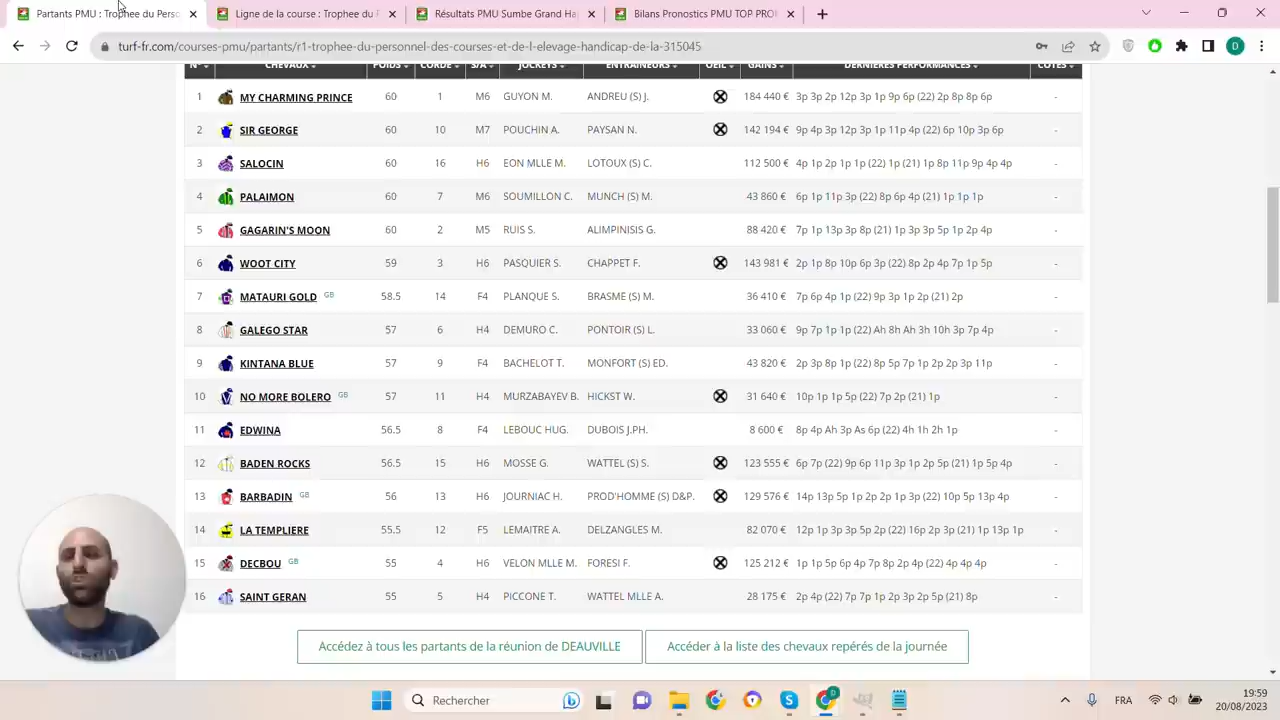 Partants PMU : Trophée du Perso
Ligne de course : Trophée du F
Résultats PMU Sumbe Grand Ha
Bilans Pronostics PMU TOP PRO
turf-fr.com/courses-pmu/partants/r1-trophee-du-personnel-des-courses-et-de-l-elevage-handicap-de-la-315045
N° CHEVAUX POIDS CORDE S/A JOCKEYS ENTRAÎNEURS OEIL GAINS DERNIÈRES PERFORMANCES COTES
1 MY CHARMING PRINCE 60 1 M6 GUYON M. ANDREU (S) J. 184 440 € 3p 3p 2p 12p 3p 1p 9p 6p (22) 2p 8p 8p 6p -
2 SIR GEORGE 60 10 M7 POUCHIN A. PAYSAN N. 142 194 € 9p 4p 3p 12p 3p 1p 11p 4p (22) 6p 10p 3p 6p -
3 SALOCIN 60 16 H6 EON MLLE M. LOTOUX (S) C. 112 500 € 4p 1p 2p 1p 1p (22) 1p (21) 1p 8p 11p 9p 4p 4p -
4 PALAIMON 60 7 M6 SOUMILLON C. MUNCH (S) M. 43 860 € 6p 1p 11p 3p (22) 8p 6p 4p (21) 1p 1p 1p -
5 GAGARIN'S MOON 60 2 M5 RUIS S. ALIMPINISIS G. 88 420 € 7p 1p 13p 3p 8p (21) 1p 3p 3p 5p 1p 2p 4p -
6 WOOT CITY 59 3 H6 PASQUIER S. CHAPPET F. 143 981 € 2p 1p 8p 10p 6p 3p (22) 8p 2p 4p 7p 1p 5p -
7 MATAURI GOLD GB 58.5 14 F4 PLANQUE S. BRASME (S) M. 36 410 € 7p 6p 4p 1p (22) 9p 3p 1p 2p (21) 2p -
8 GALEGO STAR 57 6 H4 DEMURO C. PONTOIR (S) L. 33 060 € 9p 7p 1p 1p (22) Ah 8h Ah 3h 10h 3p 7p 4p -
9 KINTANA BLUE 57 9 F4 BACHELOT T. MONFORT (S) ED. 43 820 € 2p 3p 8p 1p (22) 8p 5p 7p 1p 2p 2p 3p 11p -
10 NO MORE BOLERO GB 57 11 H4 MURZABAYEV B. HICKST W. 31 640 € 10p 1p 1p 5p (22) 7p 2p (21) 1p -
11 EDWINA 56.5 8 F4 LEBOUC HUG. DUBOIS J.PH. 8 600 € 8p 4p Ah 3p As 6p (22) 4h 1h 2h 1p -
12 BADEN ROCKS 56.5 15 H6 MOSSE G. WATTEL (S) S. 123 555 € 6p 7p (22) 9p 6p 11p 3p 1p 2p 5p (21) 1p 5p 4p -
13 BARBADIN GB 56 13 H6 JOURNIAC H. PROD'HOMME (S) D&P. 129 576 € 14p 13p 5p 1p 2p 2p 1p 3p (22) 10p 5p 13p 4p -
14 LA TEMPLIERE 55.5 12 F5 LEMAITRE A. DELZANGLES M. 82 070 € 12p 1p 3p 3p 5p 2p (22) 16p 2p 3p (21) 1p 13p 1p -
15 DECBOU GB 55 4 H6 VELON MLLE M. FORESI F. 125 212 € 1p 1p 5p 6p 4p 7p 8p 2p 4p (22) 4p 4p 4p -
16 SAINT GERAN 55 5 H4 PICCONE T. WATTEL MLLE A. 28 175 € 2p 4p (22) 7p 7p 1p 2p 3p 2p 5p (21) 8p -
Accédez à tous les partants de la réunion de DEAUVILLE
Accéder à la liste des chevaux repérés de la journée
Rechercher
FRA
19:59
20/08/2023